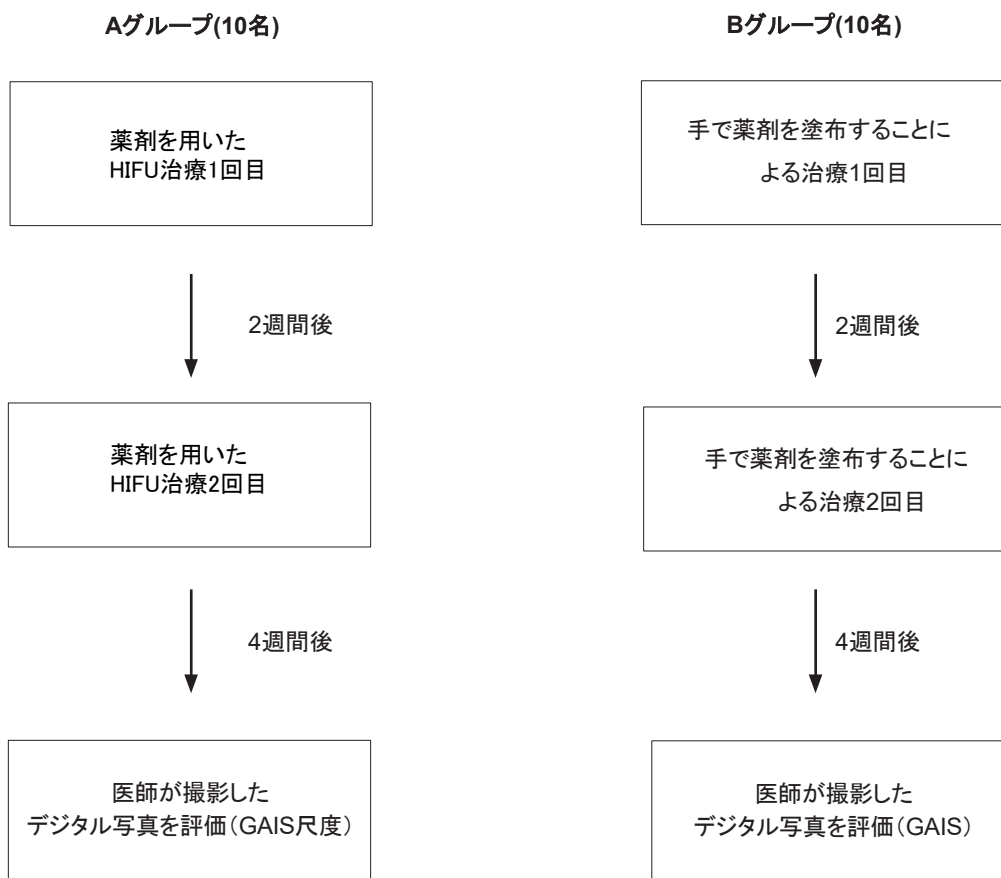 Aグループ(10名)
薬剤を用いた
HIFU治療1回目
2週間後
薬剤を用いた
HIFU治療2回目
4週間後
医師が撮影した
デジタル写真を評価（GAIS尺度）
Bグループ(10名)
手で薬剤を塗布することに
よる治療1回目
2週間後
手で薬剤を塗布することに
よる治療2回目
4週間後
医師が撮影した
デジタル写真を評価（GAIS）